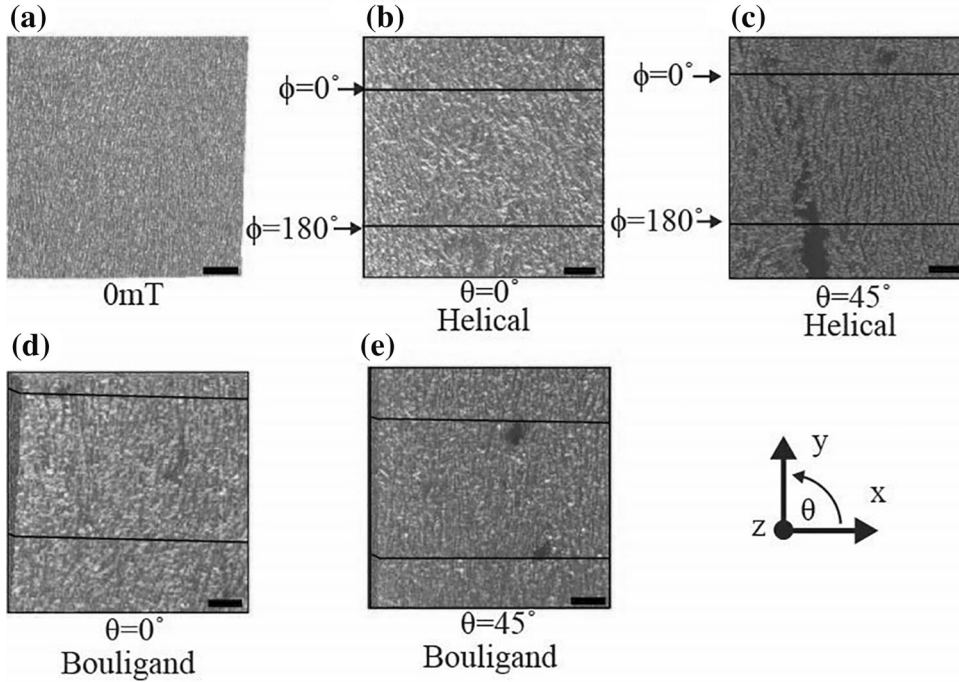 (a)
0mT
(b)
ϕ=0°
ϕ=180°
θ=0°
Helical
(c)
ϕ=0°
ϕ=180°
θ=45°
Helical
(d)
θ=0°
Bouligand
(e)
θ=45°
Bouligand
y
x
z
θ